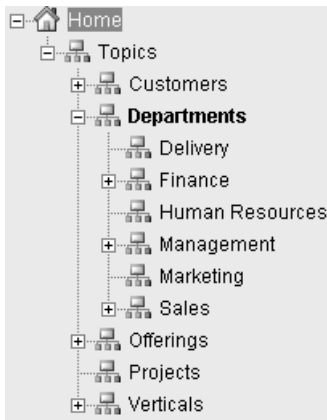 Home
Topics
Customers
Departments
Delivery
Finance
Human Resources
Management
Marketing
Sales
Offerings
Projects
Verticals